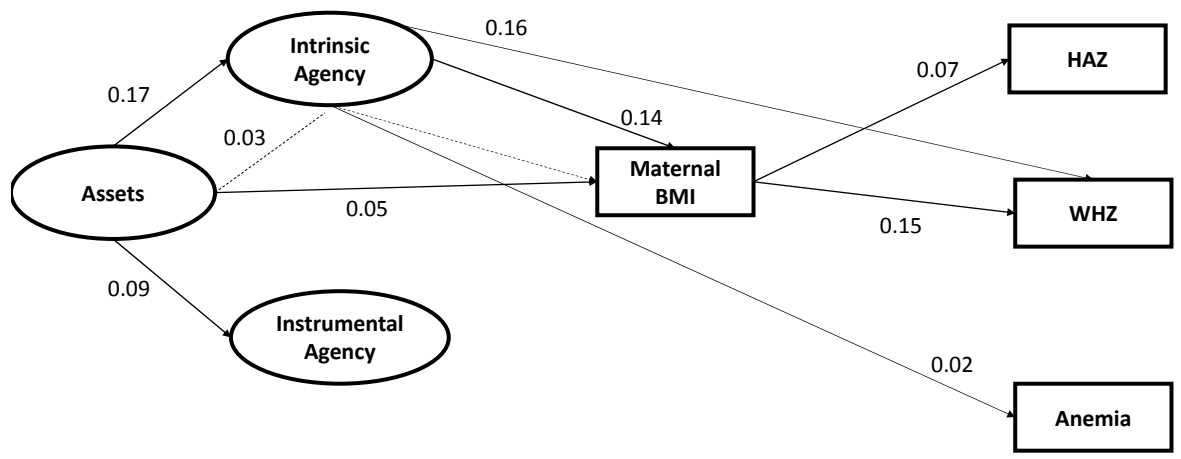 0.16
Intrinsic
Agency
HAZ
0.07
0.17
0.14
0.03
Maternal
BMI
Assets
0.05
WHZ
0.15
0.09
Instrumental
Agency
0.02
Anemia